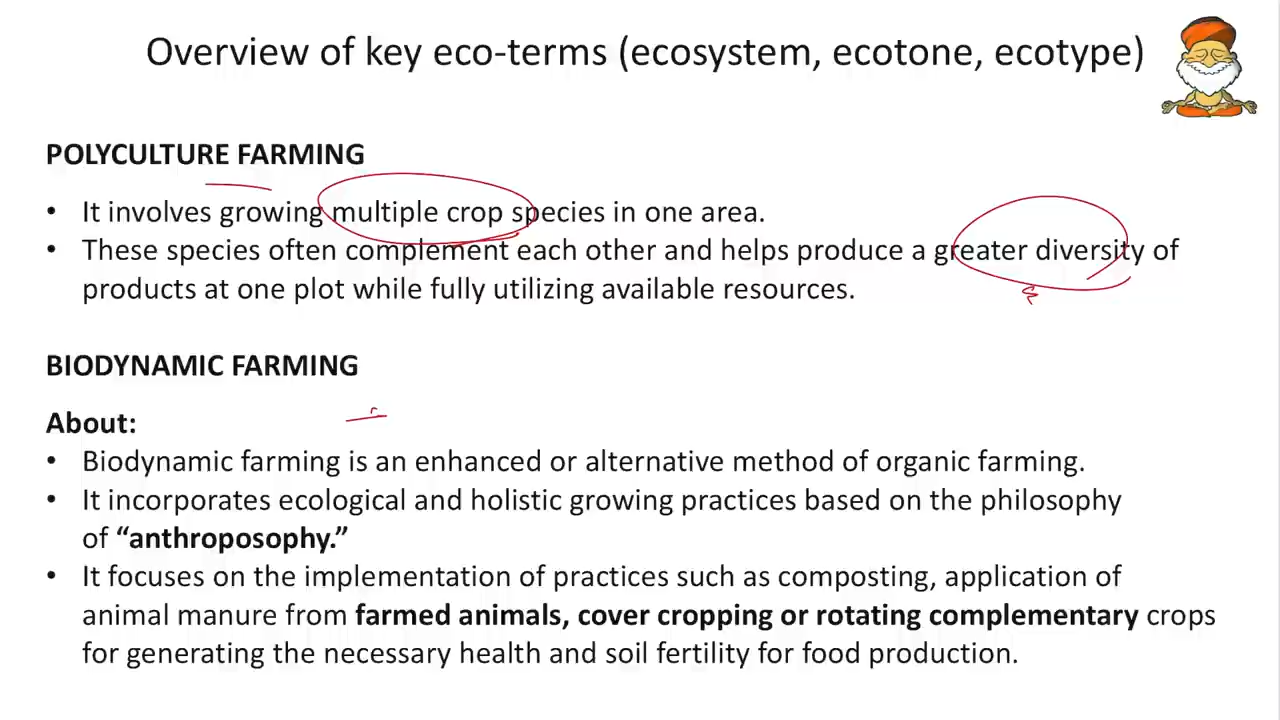 Overview of key eco-terms (ecosystem, ecotone, ecotype)
POLYCULTURE FARMING
• It involves growing multiple crop species in one area.
• These species often complement each other and helps produce a greater diversity of
products at one plot while fully utilizing available resources.
BIODYNAMIC FARMING
About:
• Biodynamic farming is an enhanced or alternative method of organic farming.
• It incorporates ecological and holistic growing practices based on the philosophy
of “anthroposophy.”
• It focuses on the implementation of practices such as composting, application of
animal manure from farmed animals, cover cropping or rotating complementary crops
for generating the necessary health and soil fertility for food production.